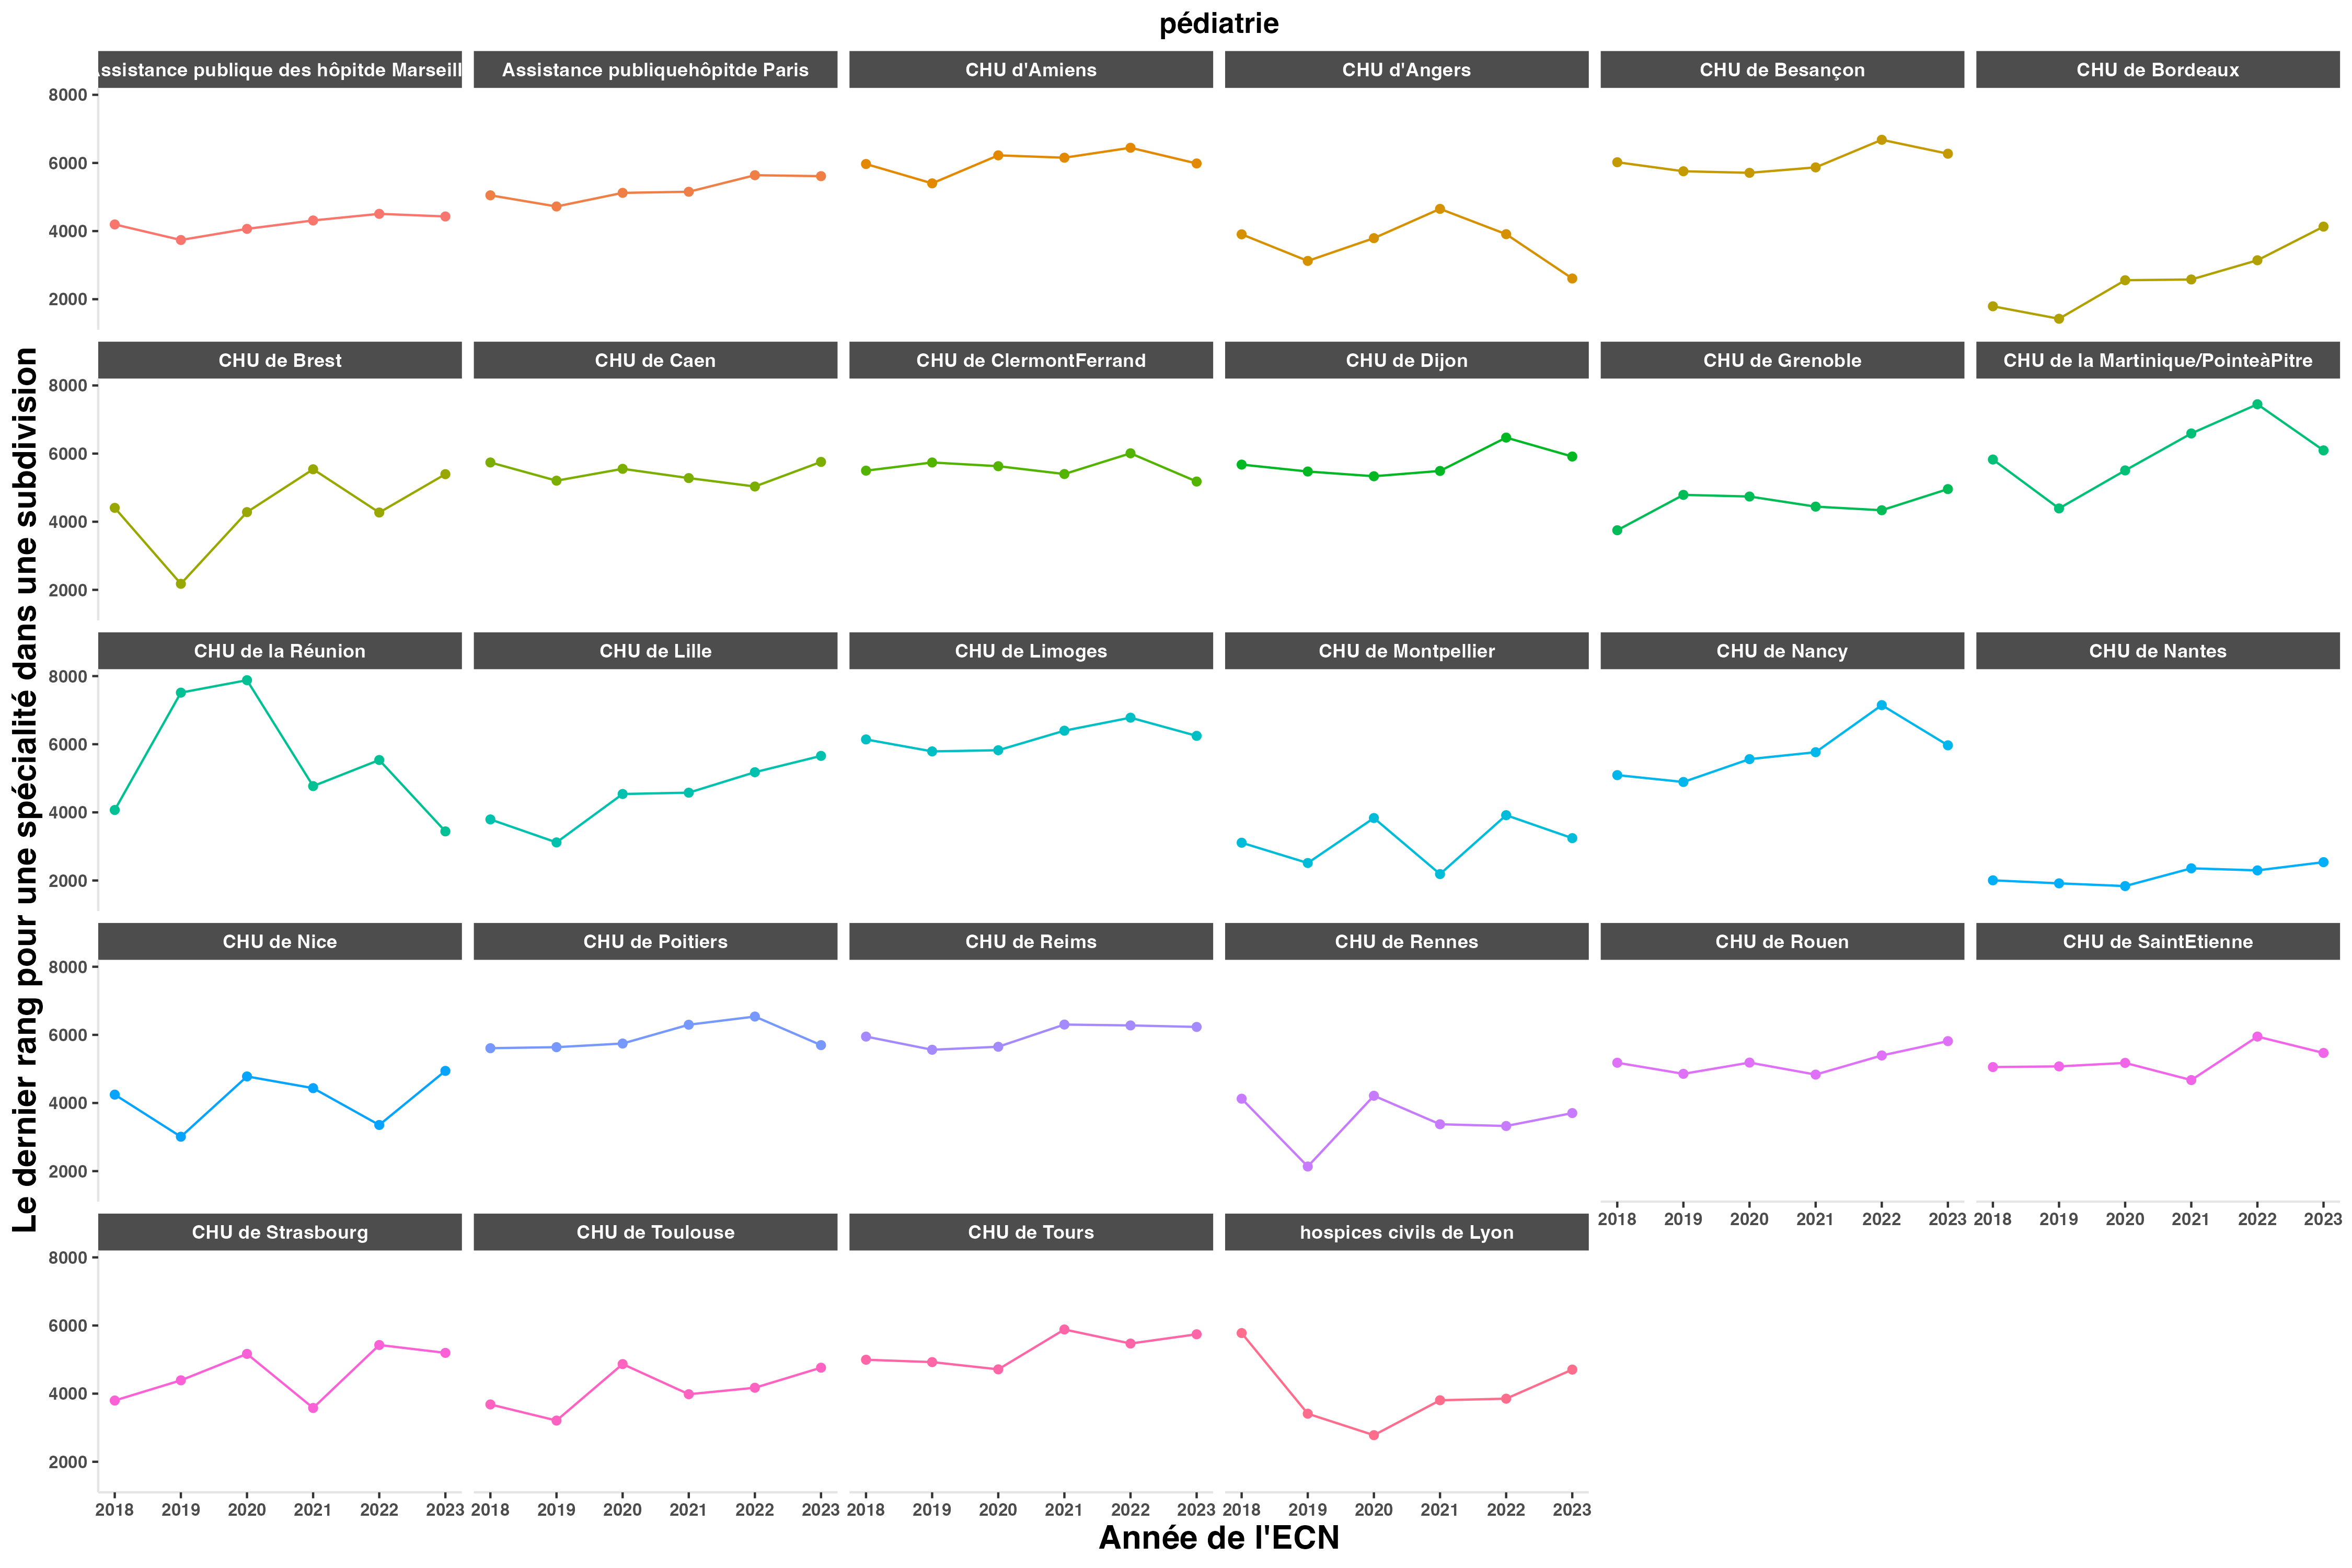 pédiatrie
Assistance publique des hôpitde Marseill
Assistance publiquehôpitde Paris
CHU d'Amiens
CHU d'Angers
CHU de Besançon
CHU de Bordeaux
8000
6000
4000
2000
CHU de Brest
CHU de Caen
CHU de ClermontFerrand
CHU de Dijon
CHU de Grenoble
CHU de la Martinique/PointeàPitre
8000
6000
4000
2000
CHU de la Réunion
CHU de Lille
CHU de Limoges
CHU de Montpellier
CHU de Nancy
CHU de Nantes
8000
6000
4000
2000
CHU de Nice
CHU de Poitiers
CHU de Reims
CHU de Rennes
CHU de Rouen
CHU de SaintEtienne
8000
6000
4000
2000
2018 2019 2020 2021 2022 2023
2018 2019 2020 2021 2022 2023
CHU de Strasbourg
CHU de Toulouse
CHU de Tours
hospices civils de Lyon
8000
6000
4000
2000
2018 2019 2020 2021 2022 2023
2018 2019 2020 2021 2022 2023
2018 2019 2020 2021 2022 2023
2018 2019 2020 2021 2022 2023
Année de l'ECN
Le dernier rang pour une spécialité dans une subdivision